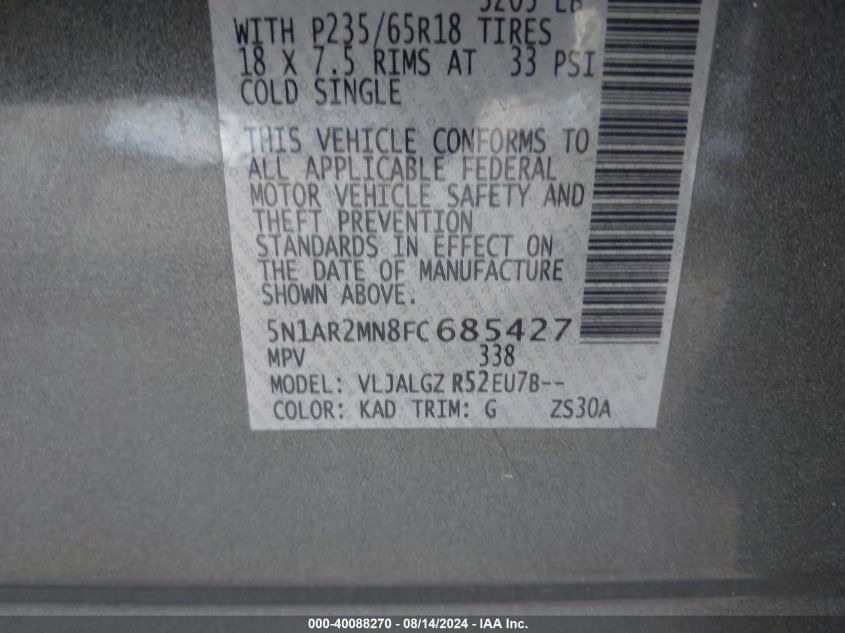 WITH P235/65R18 TIRES
18 X 7.5 RIMS AT 33 PSI
COLD SINGLE
THIS VEHICLE CONFORMS TO
ALL APPLICABLE FEDERAL
MOTOR VEHICLE SAFETY AND
THEFT PREVENTION
STANDARDS IN EFFECT ON
THE DATE OF MANUFACTURE
SHOWN ABOVE.
5N1AR2MN8FC685427
MPV 338
MODEL: VLJALGZ R52EU7B--
COLOR: KAD TRIM: G ZS30A
000-40088270 - 08/14/2024 - IAA Inc.